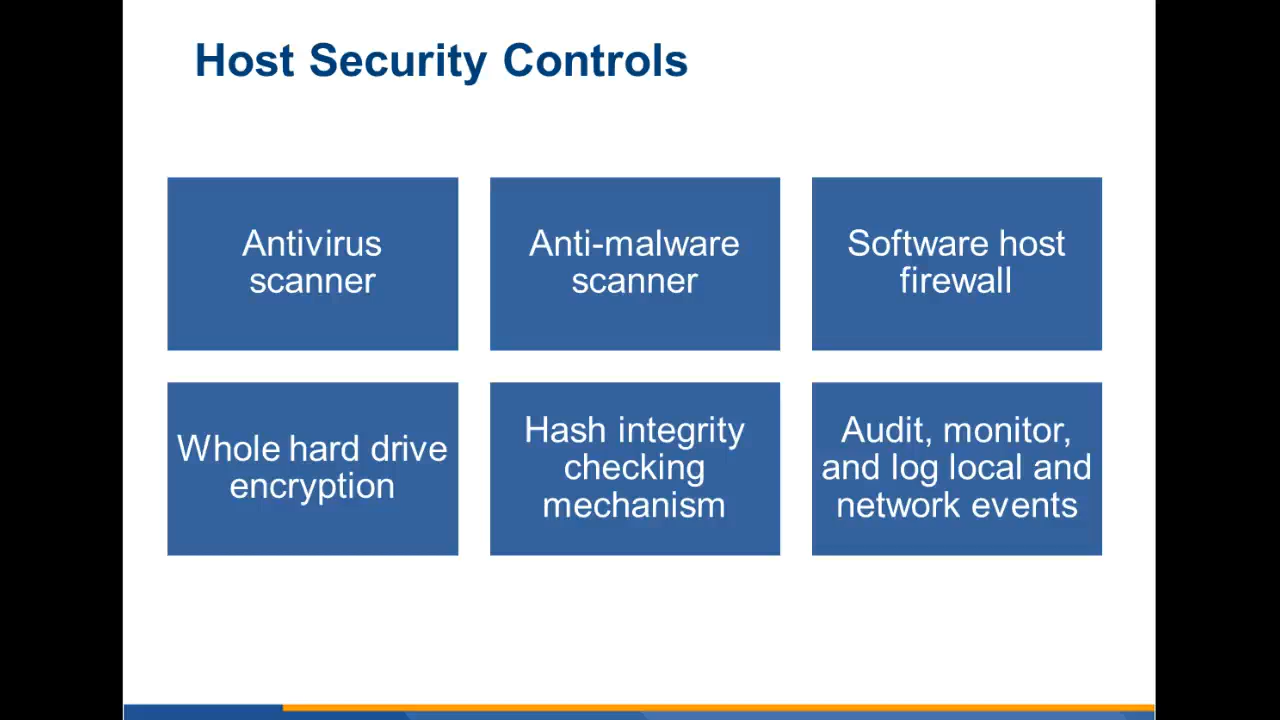 Host Security Controls
Antivirus
scanner
Anti-malware
scanner
Software host
firewall
Whole hard drive
encryption
Hash integrity
checking
mechanism
Audit, monitor,
and log local and
network events